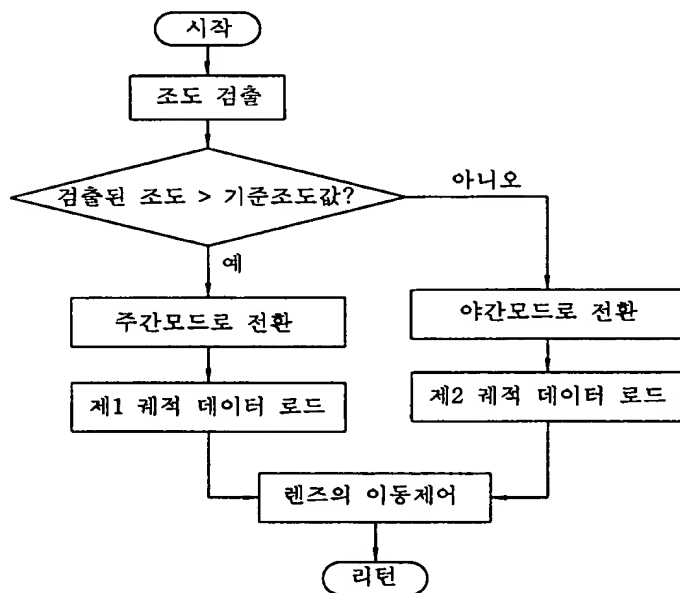 시작
조도 검출
검출된 조도 > 기준조도값?
아니오
예
주간모드로 전환
야간모드로 전환
제1 궤적 데이터 로드
제2 궤적 데이터 로드
렌즈의 이동제어
리턴